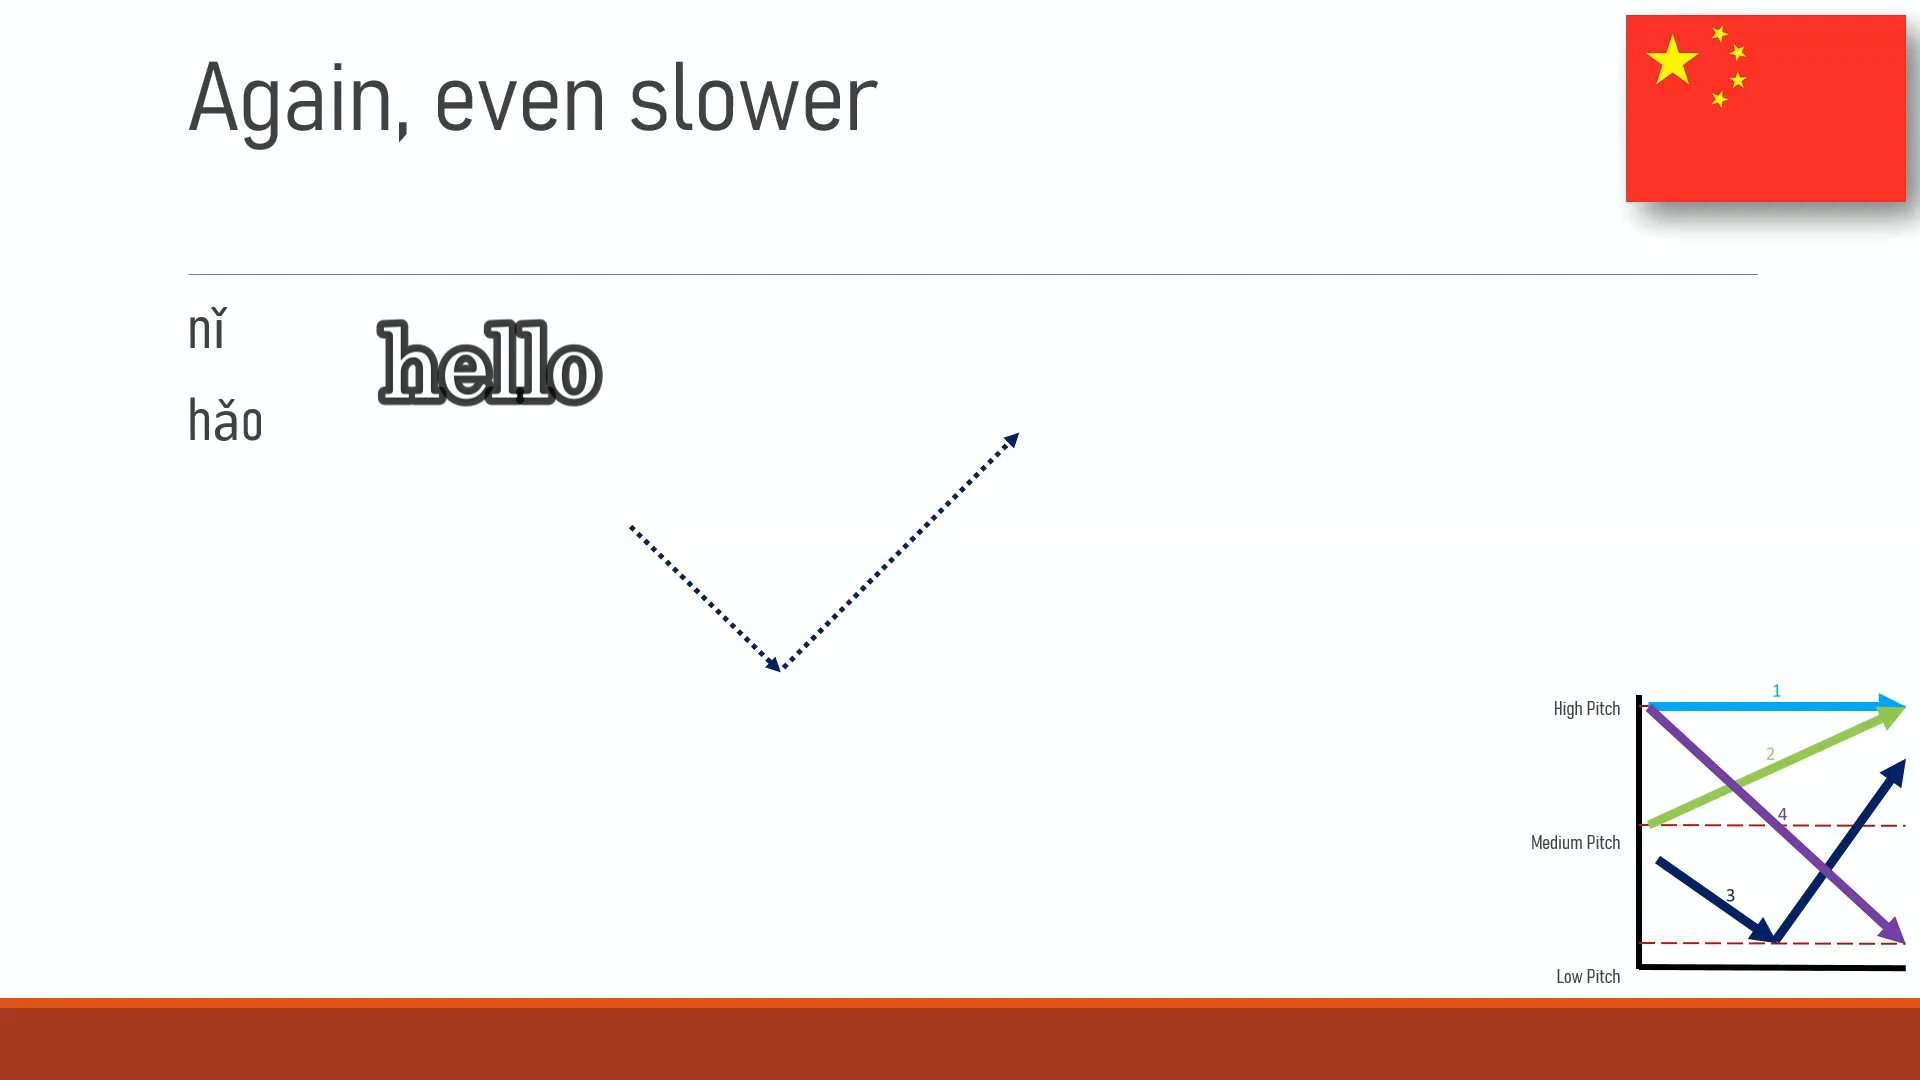 Again, even slower
nǐ
hǎo
hello
High Pitch
Medium Pitch
Low Pitch
1
2
4
3